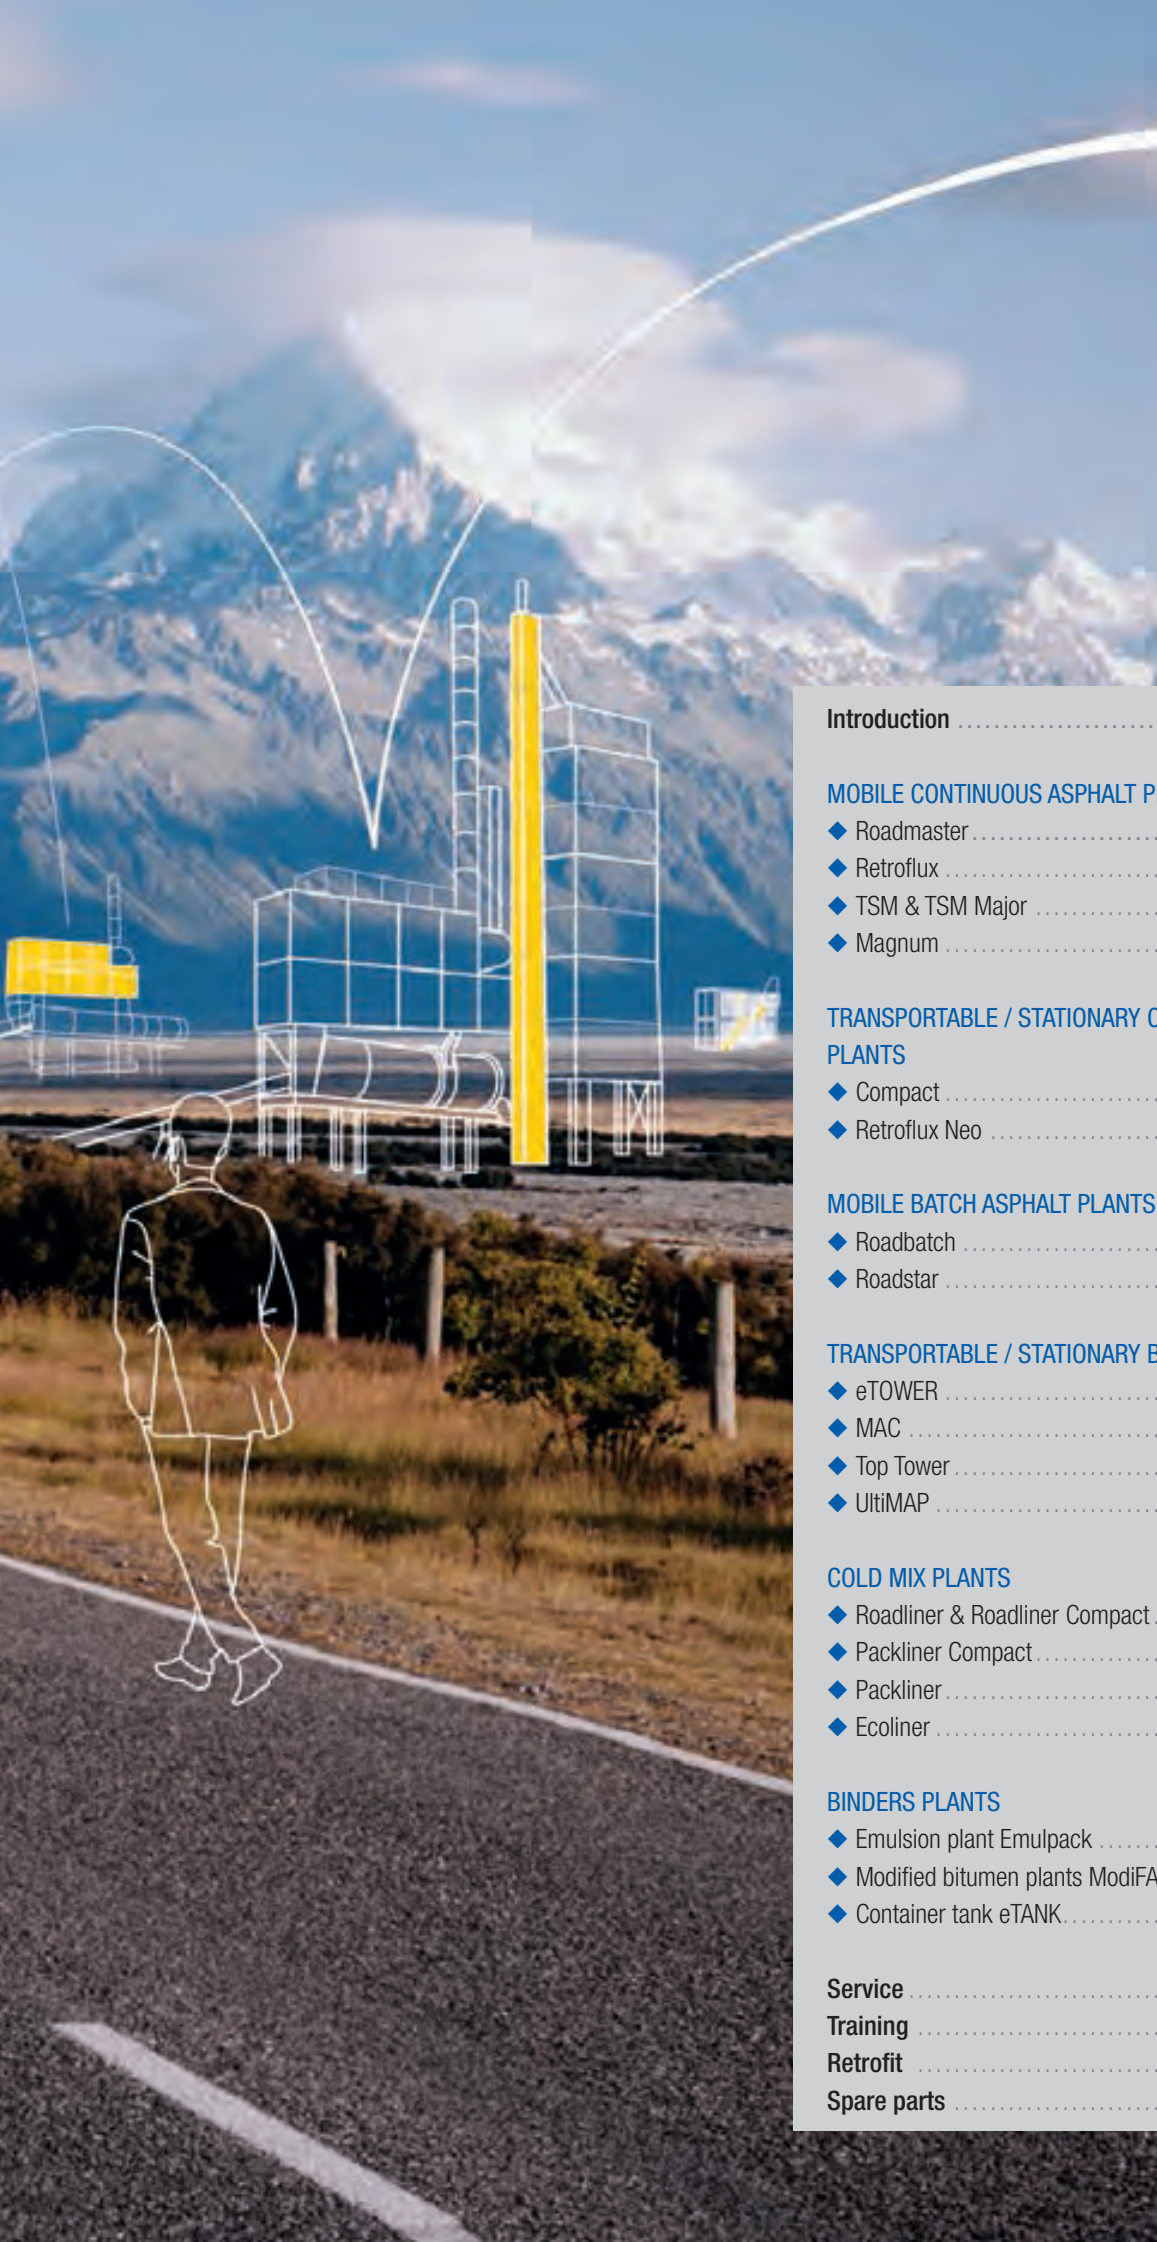 Introduction
MOBILE CONTINUOUS ASPHALT P
◆ Roadmaster
◆ Retroflux
◆ TSM & TSM Major
◆ Magnum
TRANSPORTABLE / STATIONARY C
PLANTS
◆ Compact
◆ Retroflux Neo
MOBILE BATCH ASPHALT PLANTS
◆ Roadbatch
◆ Roadstar
TRANSPORTABLE / STATIONARY B
◆ eTOWER
◆ MAC
◆ Top Tower
◆ UltiMAP
COLD MIX PLANTS
◆ Roadliner & Roadliner Compact
◆ Packliner Compact
◆ Packliner
◆ Ecoliner
BINDERS PLANTS
◆ Emulsion plant Emulpack
◆ Modified bitumen plants ModiFA
◆ Container tank eTANK
Service
Training
Retrofit
Spare parts